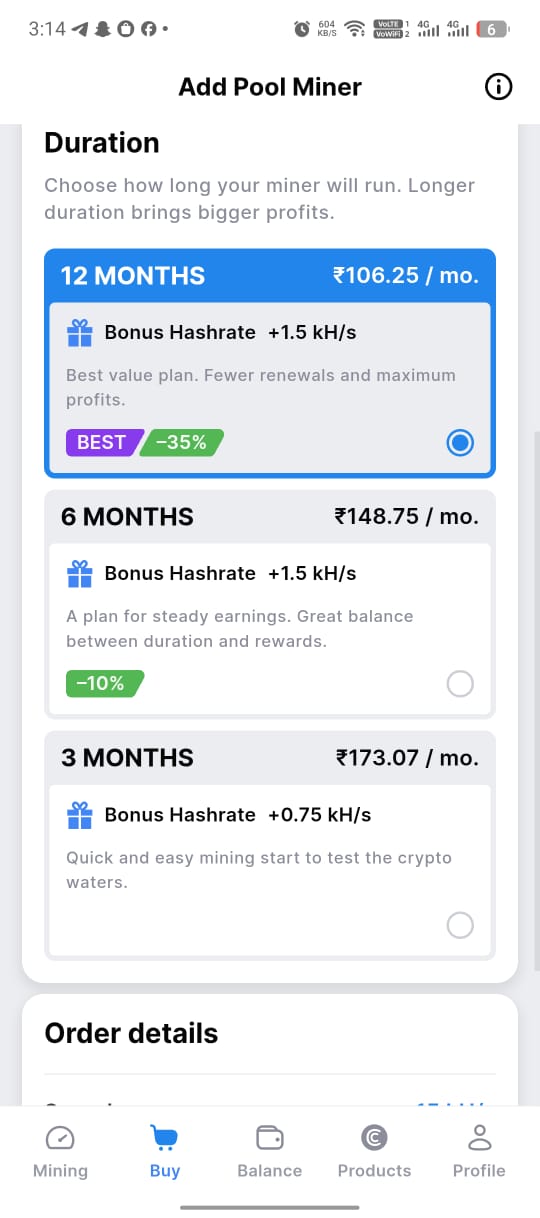 3:14
604 KB/S
VoLTE 1
VoWiFi 2
4G
4G
6
Add Pool Miner
Duration
Choose how long your miner will run. Longer
duration brings bigger profits.
12 MONTHS ₹106.25 / mo.
Bonus Hashrate +1.5 kH/s
Best value plan. Fewer renewals and maximum
profits.
BEST −35%
6 MONTHS ₹148.75 / mo.
Bonus Hashrate +1.5 kH/s
A plan for steady earnings. Great balance
between duration and rewards.
−10%
3 MONTHS ₹173.07 / mo.
Bonus Hashrate +0.75 kH/s
Quick and easy mining start to test the crypto
waters.
Order details
Mining Buy Balance Products Profile